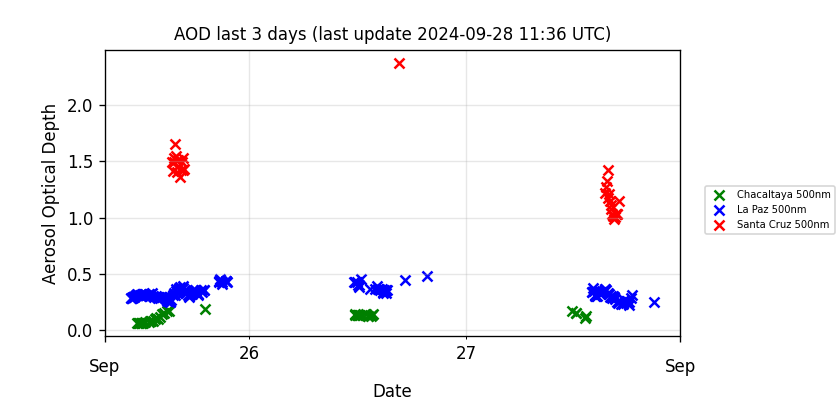 AOD last 3 days (last update 2024-09-28 11:36 UTC)
Aerosol Optical Depth
2.0
1.5
1.0
0.5
0.0
26
27
Sep
Sep
Date
Chacaltaya 500nm
La Paz 500nm
Santa Cruz 500nm